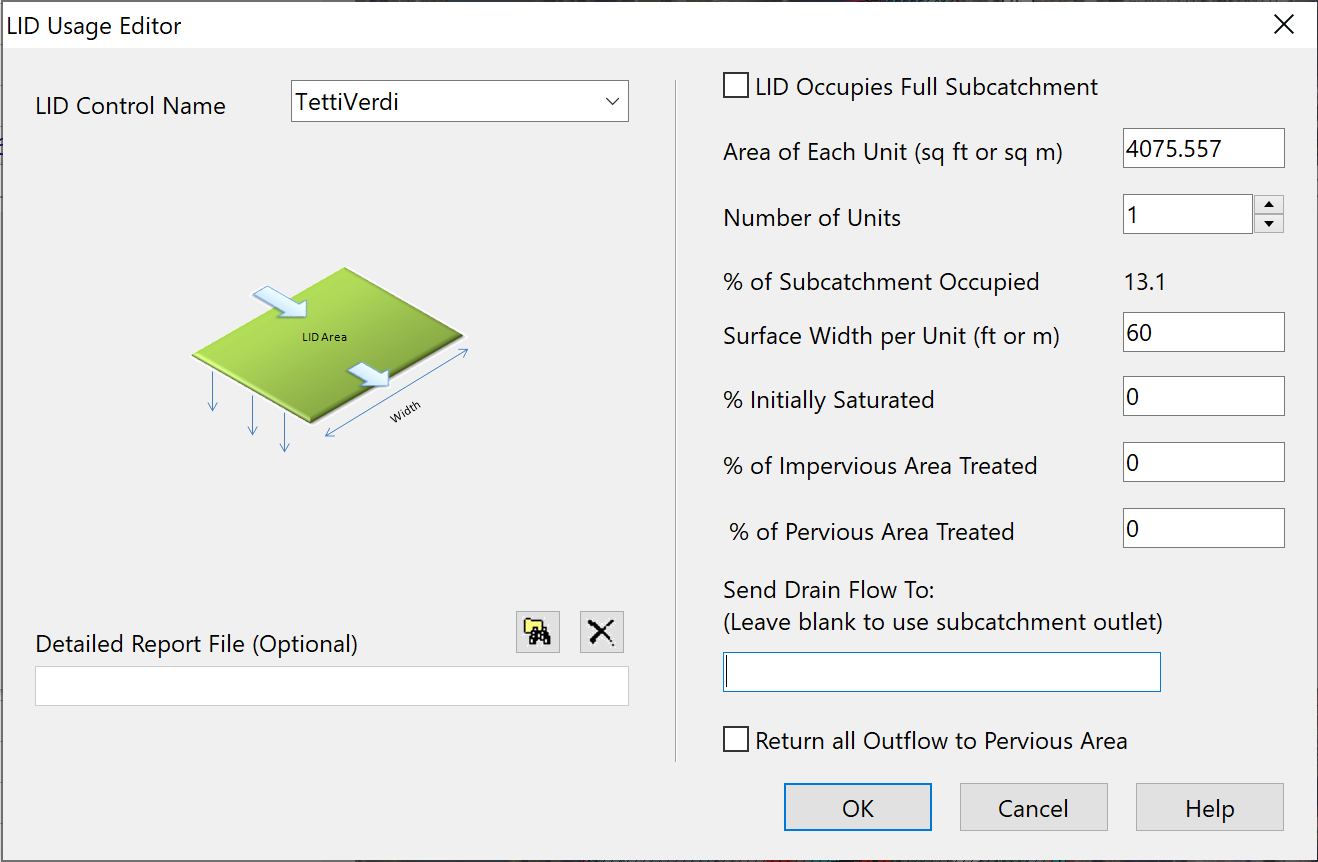 LID Usage Editor
LID Control Name
TettiVerdi
LID Area
Width
Detailed Report File (Optional)
LID Occupies Full Subcatchment
Area of Each Unit (sq ft or sq m)
4075.557
Number of Units
1
% of Subcatchment Occupied
13.1
Surface Width per Unit (ft or m)
60
% Initially Saturated
0
% of Impervious Area Treated
0
% of Pervious Area Treated
0
Send Drain Flow To:
(Leave blank to use subcatchment outlet)
Return all Outflow to Pervious Area
OK
Cancel
Help